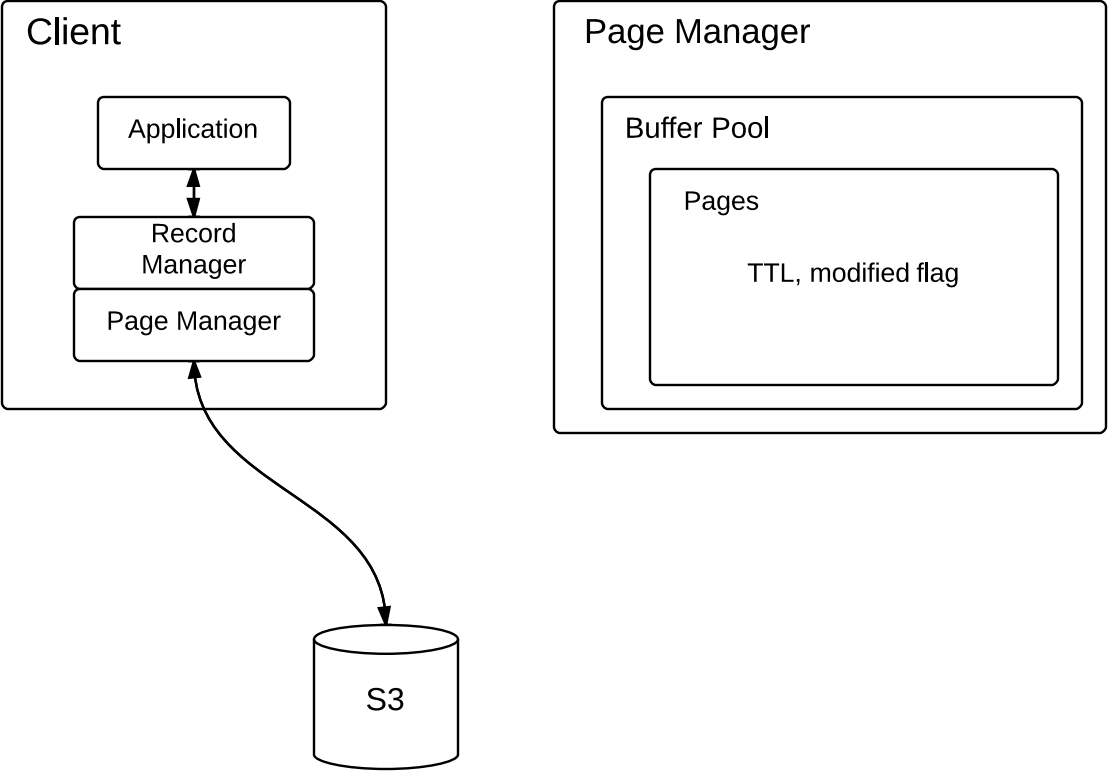 Client
Application
Record
Manager
Page Manager
S3
Page Manager
Buffer Pool
Pages
TTL, modified flag